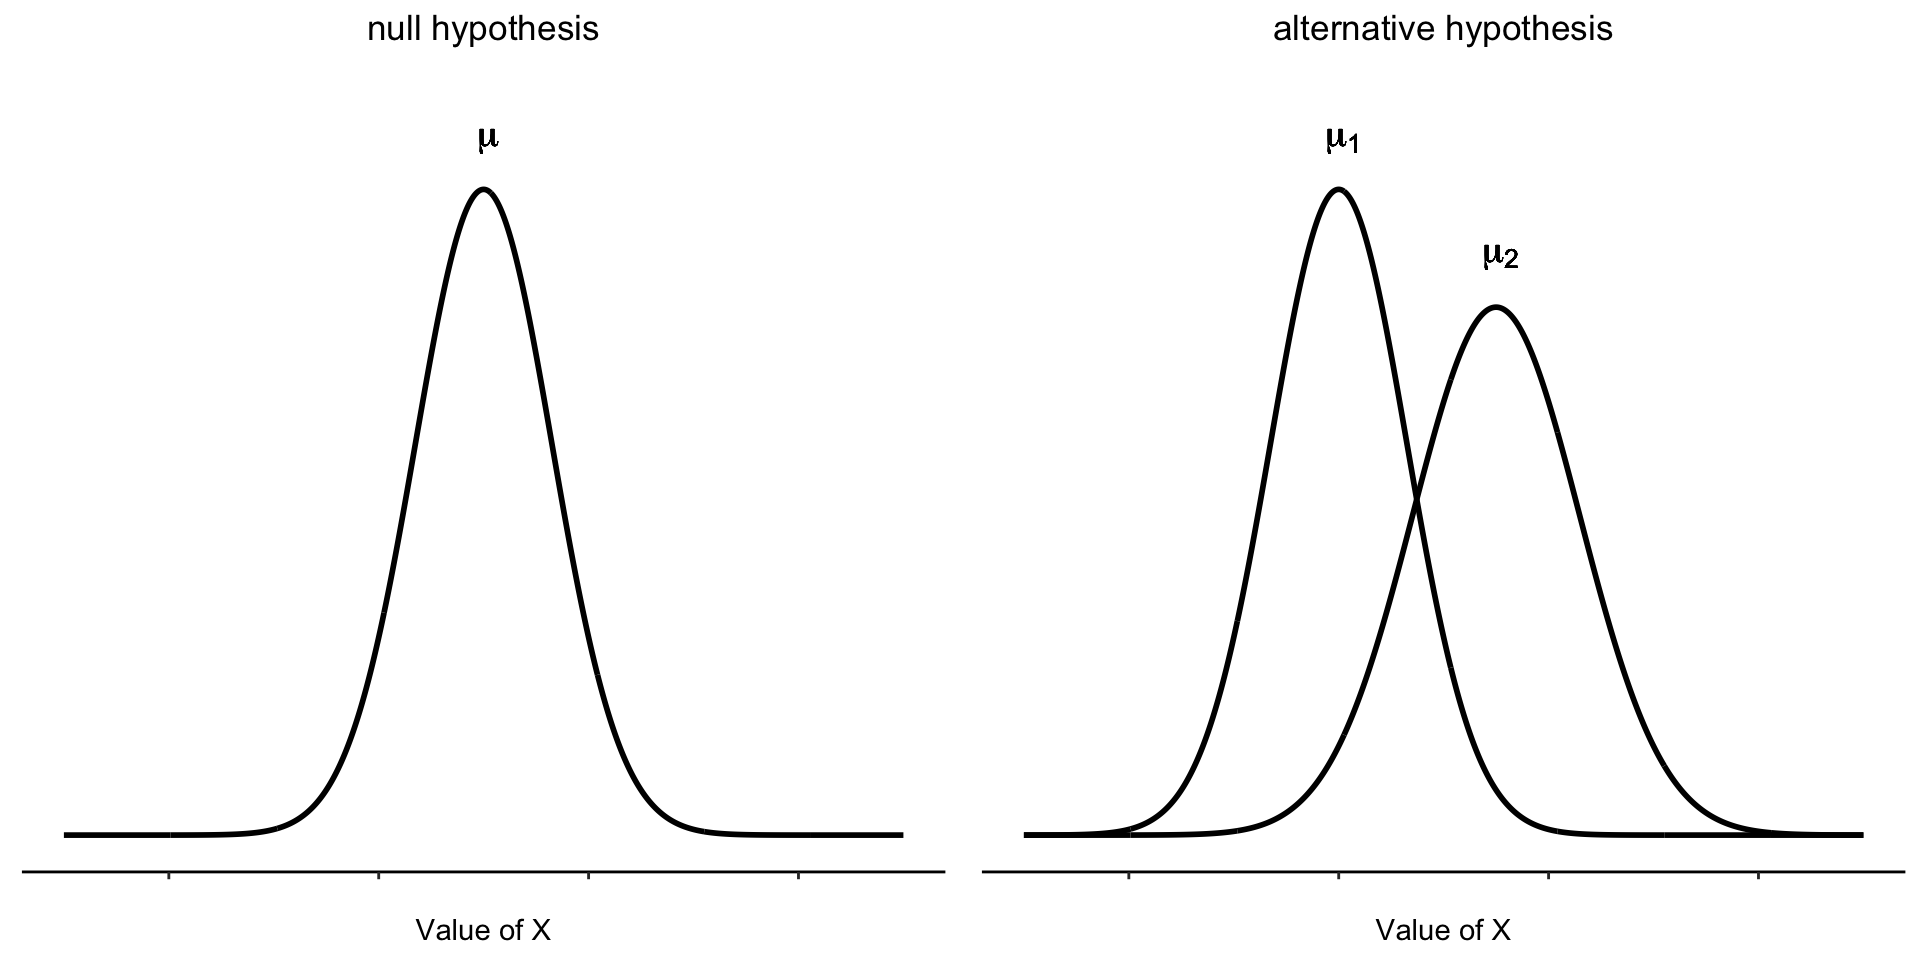 null hypothesis
μ
Value of X
alternative hypothesis
μ₁
μ₂
Value of X